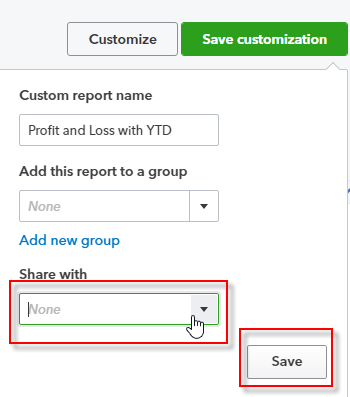 Customize
Save customization
Custom report name
Profit and Loss with YTD
Add this report to a group
None
Add new group
Share with
None
Save